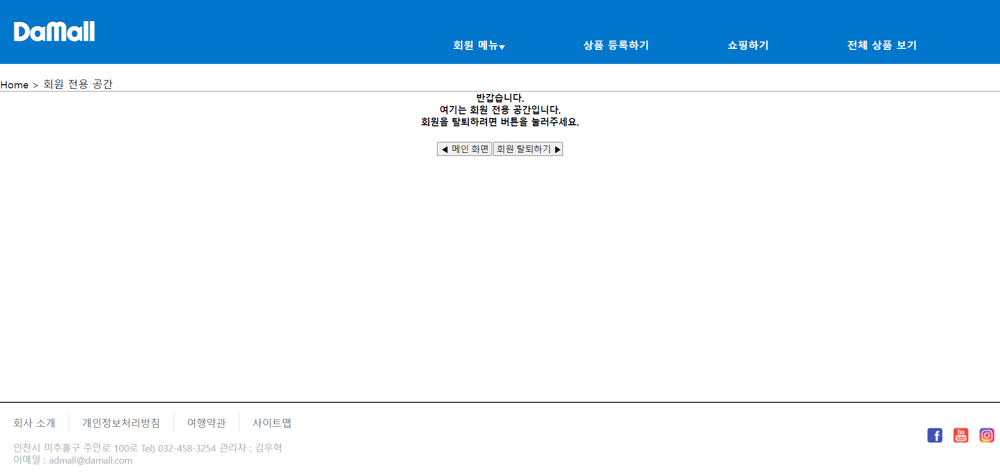 DaMall
회원 메뉴▼ 상품 등록하기 쇼핑하기 전체 상품 보기
Home > 회원 전용 공간
반갑습니다.
여기는 회원 전용 공간입니다.
회원을 탈퇴하려면 버튼을 눌러주세요.
◀ 메인 화면 회원 탈퇴하기 ▶
회사 소개 개인정보처리방침 여행약관 사이트맵
인천시 미추홀구 주안로 100로 Tel) 032-458-3254 관리자 : 김우혁
이메일 : admall@damall.com
You
Tube